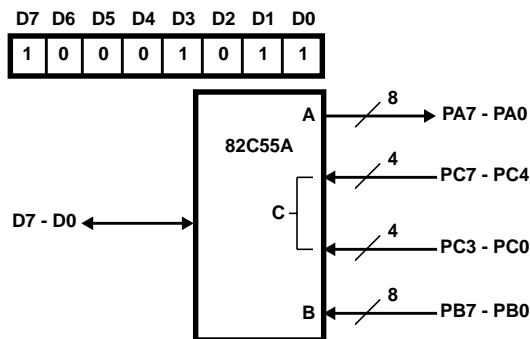 D7 D6 D5 D4 D3 D2 D1 D0
1 0 0 0 1 0 1 1
A 8 PA7 - PA0
82C55A
4 PC7 - PC4
C
D7 - D0
4 PC3 - PC0
B 8 PB7 - PB0